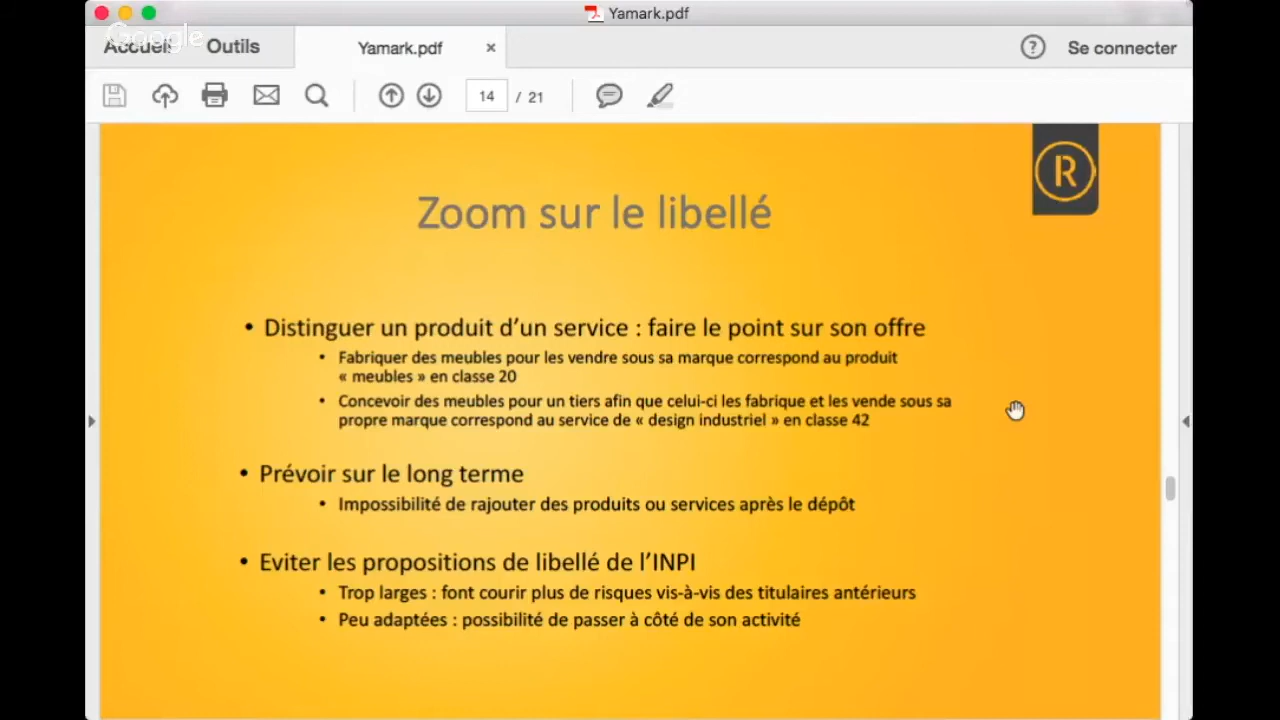 Yamark.pdf
Google
Accueil Outils Yamark.pdf × ? Se connecter
14 / 21
R
Zoom sur le libellé
• Distinguer un produit d’un service : faire le point sur son offre
• Fabriquer des meubles pour les vendre sous sa marque correspond au produit
« meubles » en classe 20
• Concevoir des meubles pour un tiers afin que celui-ci les fabrique et les vende sous sa
propre marque correspond au service de « design industriel » en classe 42
• Prévoir sur le long terme
• Impossibilité de rajouter des produits ou services après le dépôt
• Eviter les propositions de libellé de l’INPI
• Trop larges : font courir plus de risques vis-à-vis des titulaires antérieurs
• Peu adaptées : possibilité de passer à côté de son activité